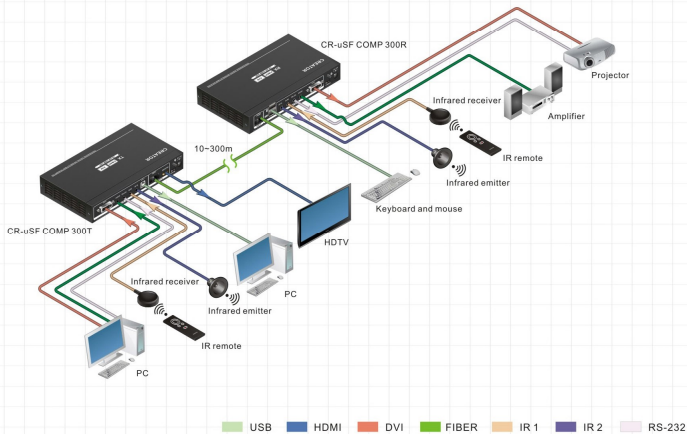 CR-uSF COMP 300R
CREATOR
Projector
Infrared receiver
Amplifier
10~300m
IR remote
CREATOR
Infrared emitter
Keyboard and mouse
CR-uSF COMP 300T
HDTV
Infrared receiver
PC
Infrared emitter
IR remote
PC
USB HDMI DVI FIBER IR 1 IR 2 RS-232